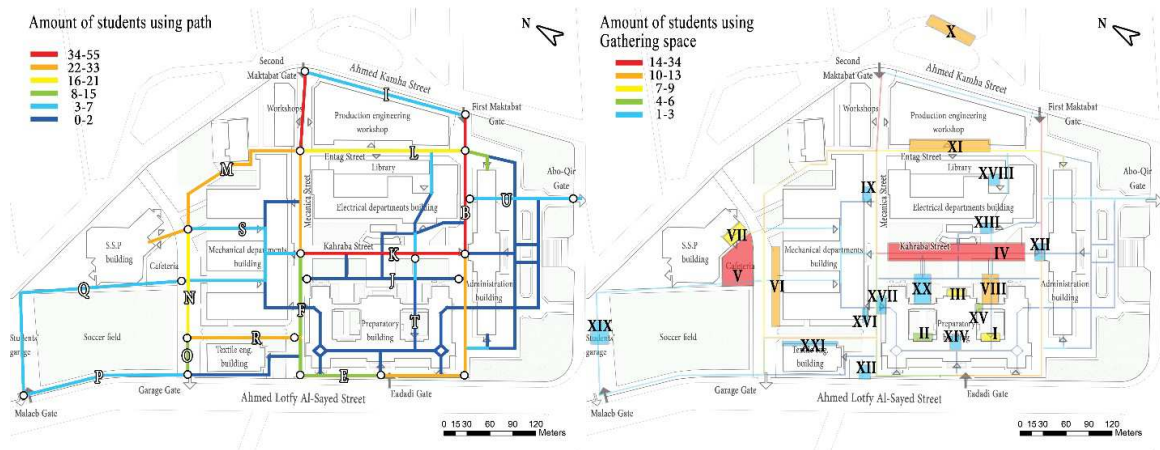 Amount of students using path
34-55
22-33
16-21
8-15
3-7
0-2
N
Second
Maktabat Gate
Ahmed Kamha Street
I
First Maktabat
Gate
Workshops
Production engineering
workshop
L
Entag Street
Library
M
Mecanica Street
Abo-Qir
Gate
U
B
Electrical departments building
S
S.S.P
building
Cafeteria
Mechanical departments
building
Kahraba Street
K
J
Administration
building
Q
N
F
T
Preparatory
building
Students
garage
Soccer field
R
O
Textile eng.
building
P
E
Garage Gate
Eadadi Gate
Malaeb Gate
Ahmed Lotfy Al-Sayed Street
0 15 30 60 90 120
Meters
Amount of students using
Gathering space
14-34
10-13
7-9
4-6
1-3
X
N
Second
Maktabat Gate
Ahmed Kamha Street
First Maktabat
Gate
Workshops
Production engineering
workshop
XI
Entag Street
Library
XVIII
IX
Mecanica Street
Abo-Qir
Gate
Electrical departments building
XIII
VII
S.S.P
building
Cafeteria
V
Mechanical departments
building
Kahraba Street
IV
XII
VI
XX
III
VIII
Administration
building
XVII
XV
XVI
Preparatory
building
II
XIV
I
XIX
Students
garage
Soccer field
XXI
Textile eng.
building
XII
Garage Gate
Eadadi Gate
Malaeb Gate
Ahmed Lotfy Al-Sayed Street
0 15 30 60 90 120
Meters